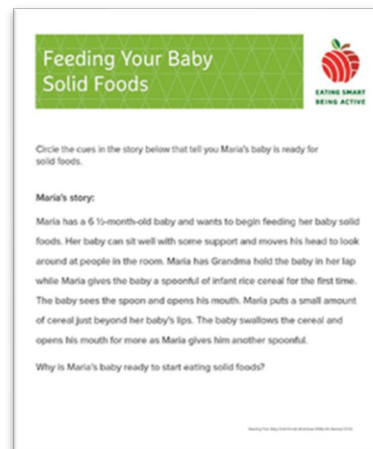 Feeding Your Baby
Solid Foods
EATING SMART
BEING ACTIVE
Circle the cues in the story below that tell you Maria's baby is ready for
solid foods.
Maria's story:
Maria has a 6 ½-month-old baby and wants to begin feeding her baby solid
foods. Her baby can sit well with some support and moves his head to look
around at people in the room. Maria has Grandma hold the baby in her lap
while Maria gives the baby a spoonful of infant rice cereal for the first time.
The baby sees the spoon and opens his mouth. Maria puts a small amount
of cereal just beyond her baby's lips. The baby swallows the cereal and
opens his mouth for more as Maria gives him another spoonful.
Why is Maria's baby ready to start eating solid foods?